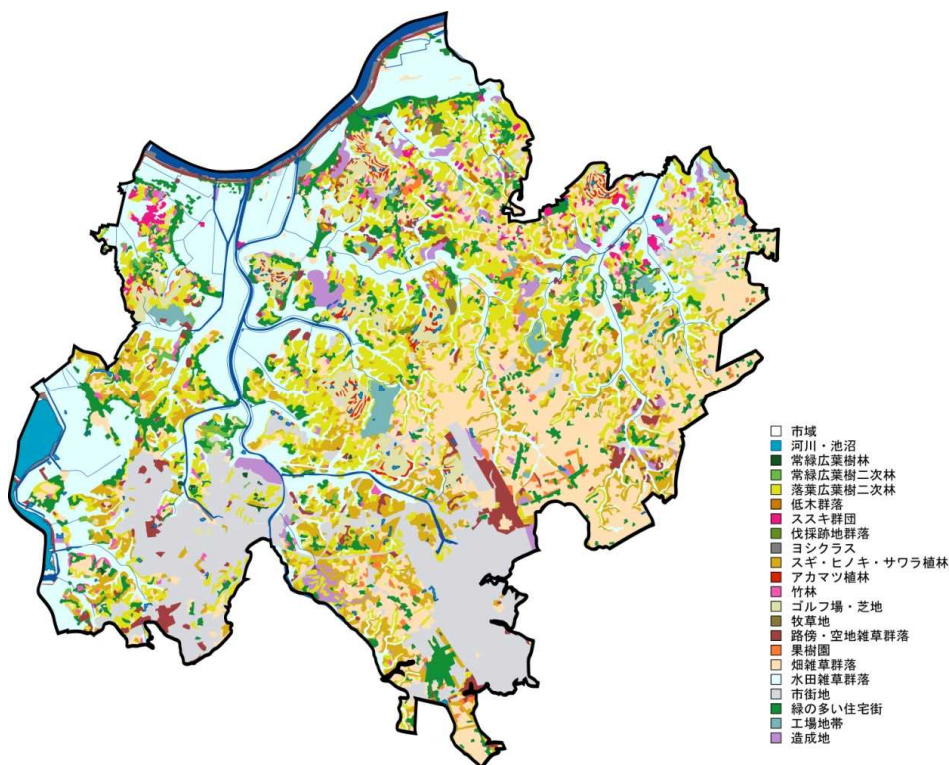 市域
河川・池沼
常緑広葉樹林
常緑広葉樹二次林
落葉広葉樹二次林
低木群落
ススキ群団
伐採跡地群落
ヨシクラス
スギ・ヒノキ・サワラ植林
アカマツ植林
竹林
ゴルフ場・芝地
牧草地
路傍・空地雑草群落
果樹園
畑雑草群落
水田雑草群落
市街地
緑の多い住宅街
工場地帯
造成地